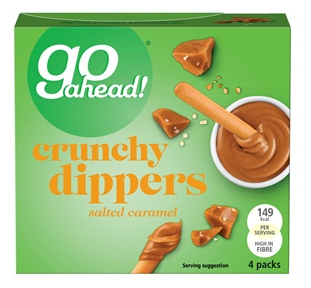 go
ahead!
crunchy
dippers
salted caramel
149
kcal
PER
SERVING
HIGH IN
FIBRE
Serving suggestion
4 packs